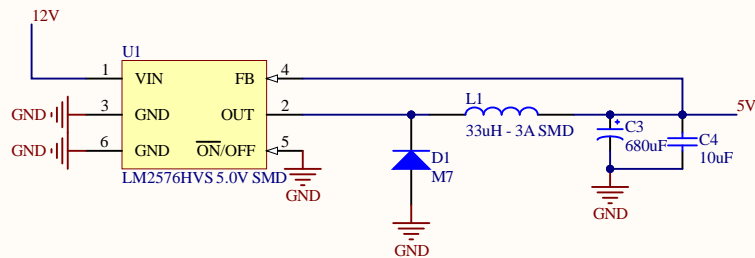 12V
U1
1
VIN
FB
4
GND
3
GND
OUT
2
L1
5V
GND
6
GND
ON/OFF
5
33uH - 3A SMD
C3
680uF
C4
10uF
D1
M7
LM2576HVS 5.0V SMD
GND
GND
GND